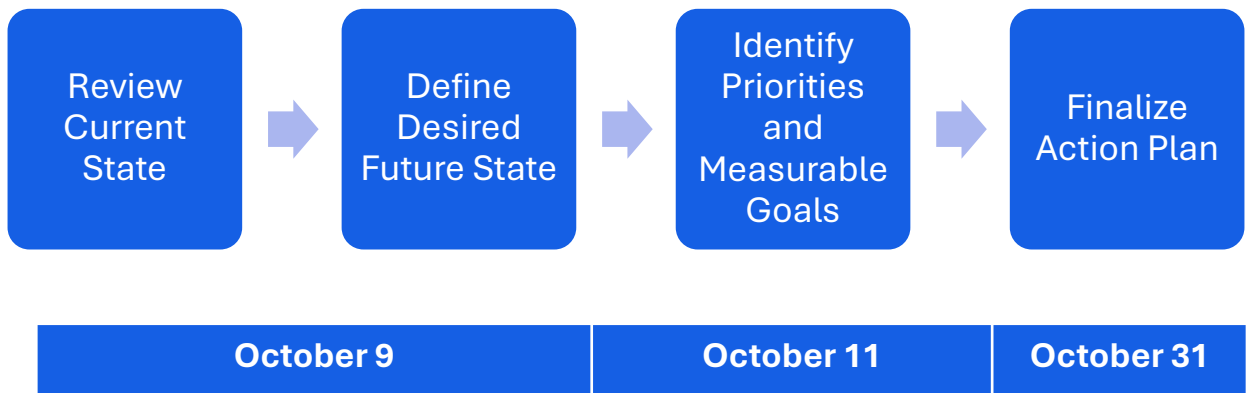 Review
Current
State
Define
Desired
Future State
Identify
Priorities
and
Measurable
Goals
Finalize
Action Plan
October 9
October 11
October 31